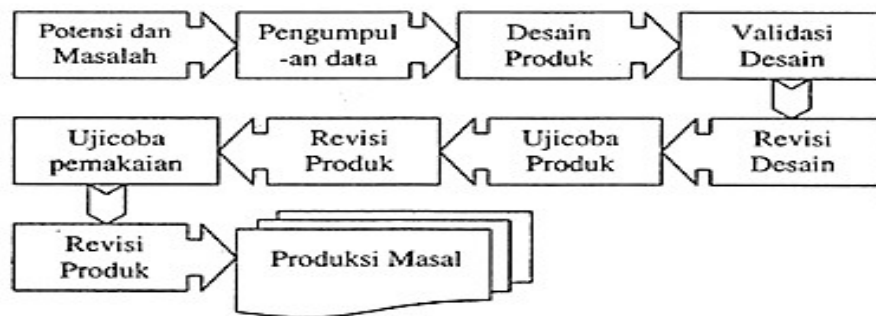 Potensi dan
Masalah
Pengumpul
-an data
Desain
Produk
Validasi
Desain
Revisi
Desain
Ujicoba
Produk
Revisi
Produk
Ujicoba
pemakaian
Revisi
Produk
Produksi Masal